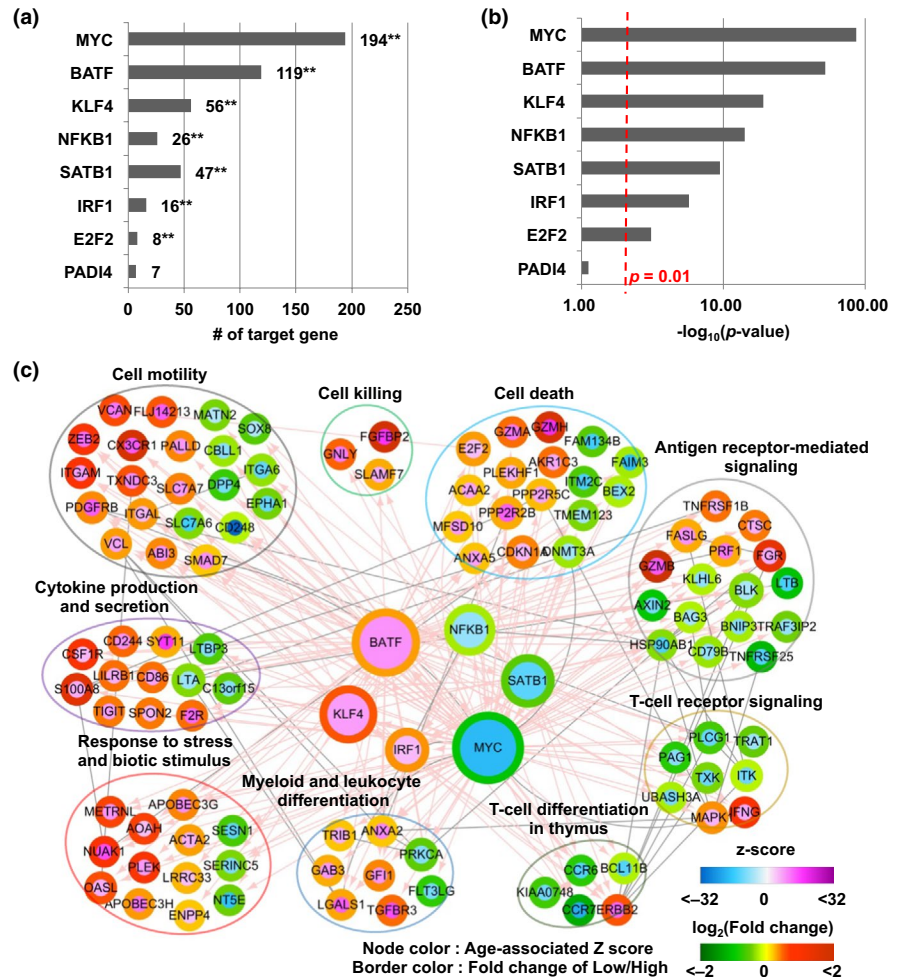 (a)
MYC 194**
BATF 119**
KLF4 56**
NFKB1 26**
SATB1 47**
IRF1 16**
E2F2 8**
PADI4 7
0 50 100 150 200 250
# of target gene
(b)
MYC
BATF
KLF4
NFKB1
SATB1
IRF1
E2F2
PADI4
p = 0.01
1.00 10.00 100.00
-log10(p-value)
(c)
Cell motility
VCAN FLJ14213 MATN2 SOX8
ZEB2 CX3CR1 PALLD CBLL1
ITGAM TXNDC3 SLC7A7 DPP4 ITGA6
PDGFRB ITGAL SLC7A6 CD248 EPHA1
VCL ABI3 SMAD7
Cell killing
FGFBP2
GNLY
SLAMF7
Cell death
E2F2 GZMA GZMH FAM134B
ACAA2 PLEKHF1 AKR1C3 ITM2C FAIM3
PPP2R5C BEX2
MFSD10 PPP2R2B TMEM123
ANXA5 CDKN1A DNMT3A
Antigen receptor-mediated
signaling
TNFRSF1B
FASLG CTSC
GZMB PRF1 FGR
KLHL6 BLK LTB
AXIN2 BAG3
BNIP3 TRAF3IP2
HSP90AB1 CD79B TNFRSF25
Cytokine production
and secretion
CSF1R CD244 SYT11 LTBP3
S100A8 LILRB1 CD86 LTA C13orf15
TIGIT SPON2 F2R
BATF
NFKB1
SATB1
KLF4
IRF1
MYC
T-cell receptor signaling
PLCG1 TRAT1
PAG1
TXK ITK
UBASH3A
MAPK1 IFNG
Response to stress
and biotic stimulus
METRNL APOBEC3G
AOAH ACTA2 SESN1
NUAK1 PLEK LRRC33 SERINC5
OASL
APOBEC3H ENPP4 NT5E
Myeloid and leukocyte
differentiation
TRIB1 ANXA2
PRKCA
GAB3 GFI1
FLT3LG
LGALS1 TGFBR3
T-cell differentiation
in thymus
CCR6 BCL11B
KIAA0748
CCR7 ERBB2
z-score
<–32 0 <32
log2(Fold change)
<–2 0 <2
Node color : Age-associated Z score
Border color : Fold change of Low/High